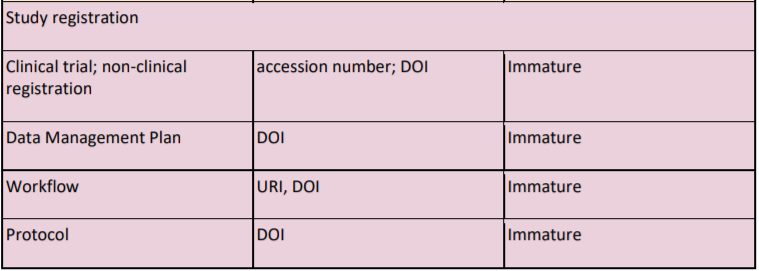 Study registration
Clinical trial; non-clinical registration
accession number; DOI
Immature
Data Management Plan
DOI
Immature
Workflow
URI, DOI
Immature
Protocol
DOI
Immature